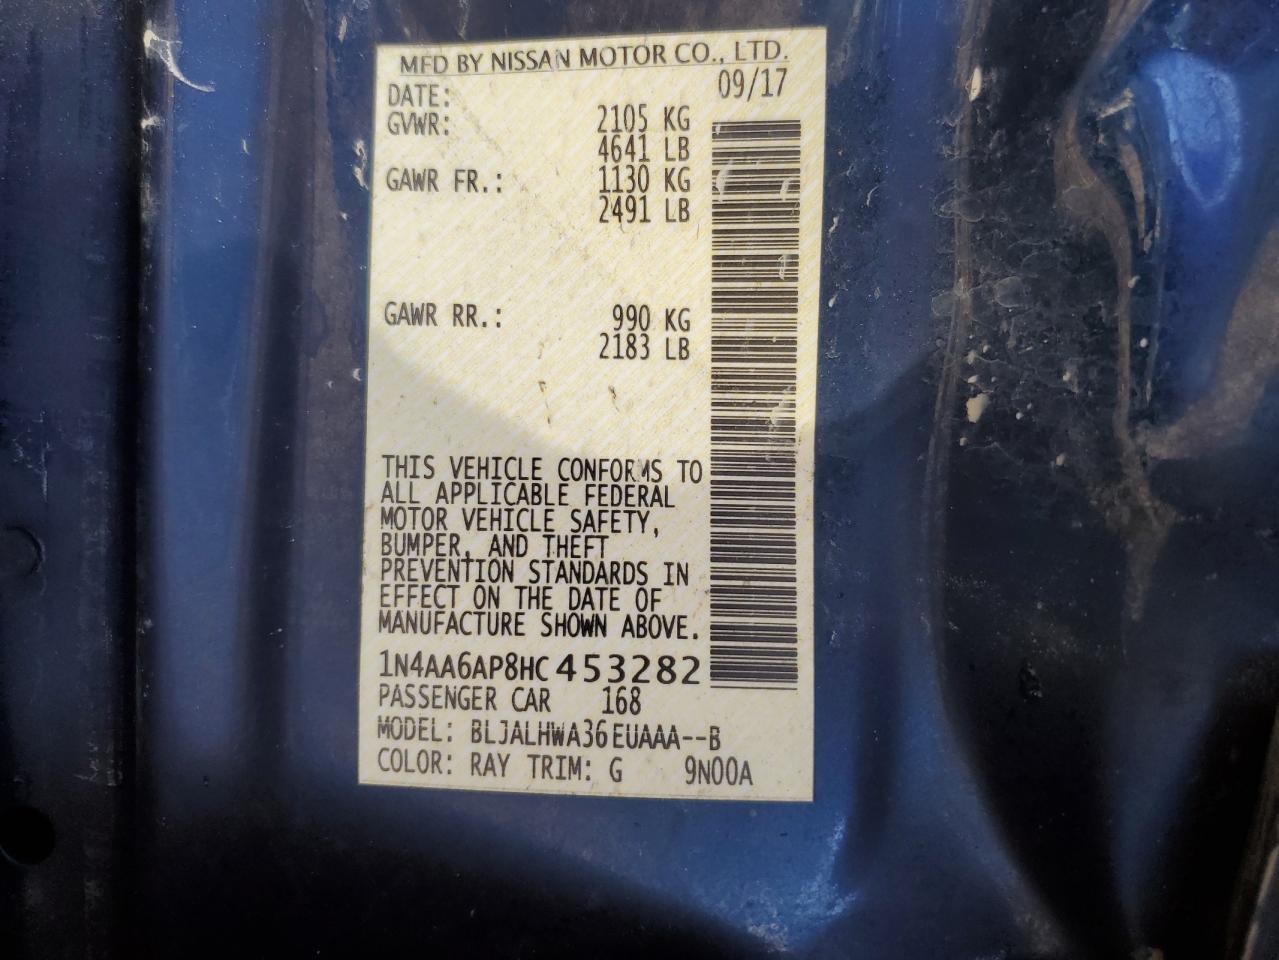 MFD BY NISSAN MOTOR CO., LTD.
DATE: 09/17
GVWR: 2105 KG
4641 LB
GAWR FR.: 1130 KG
2491 LB
GAWR RR.: 990 KG
2183 LB
THIS VEHICLE CONFORMS TO
ALL APPLICABLE FEDERAL
MOTOR VEHICLE SAFETY,
BUMPER, AND THEFT
PREVENTION STANDARDS IN
EFFECT ON THE DATE OF
MANUFACTURE SHOWN ABOVE.
1N4AA6AP8HC453282
PASSENGER CAR 168
MODEL: BLJALHWA36EUAAA--B
COLOR: RAY TRIM: G 9N00A